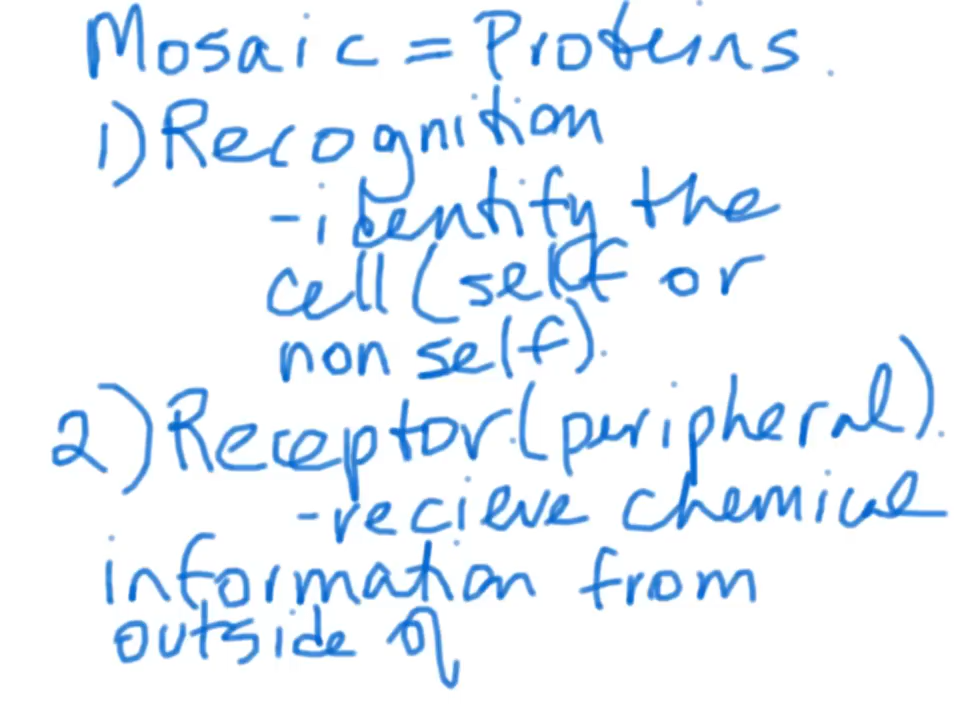 Mosaic = Proteins.
1) Recognition
-identify the
cell (self or
non self).
2) Receptor (peripheral).
-recieve chemical
information from
outside of